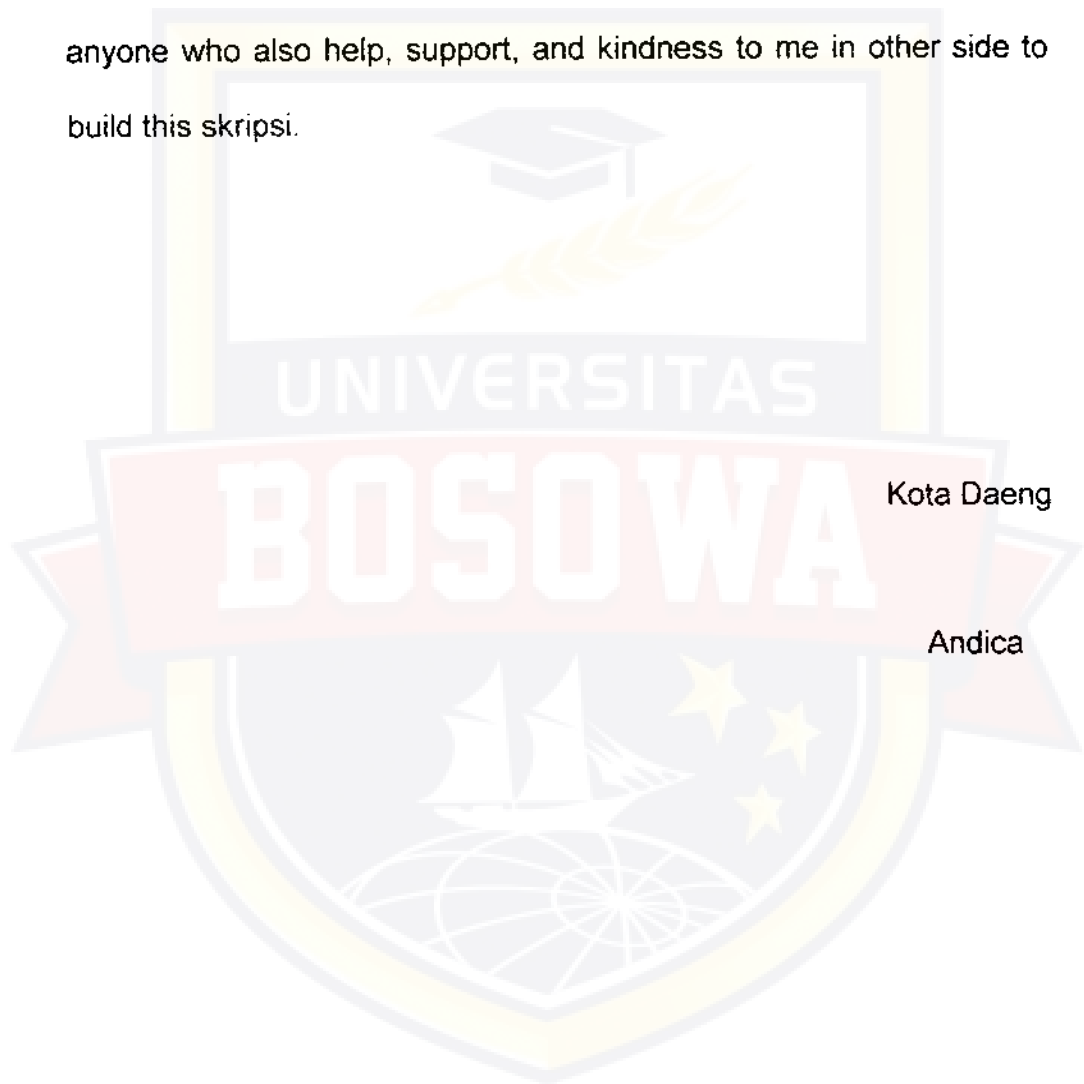 anyone who also help, support, and kindness to me in other side to
build this skripsi.
UNIVERSITAS
BOSOWA
Kota Daeng
Andica